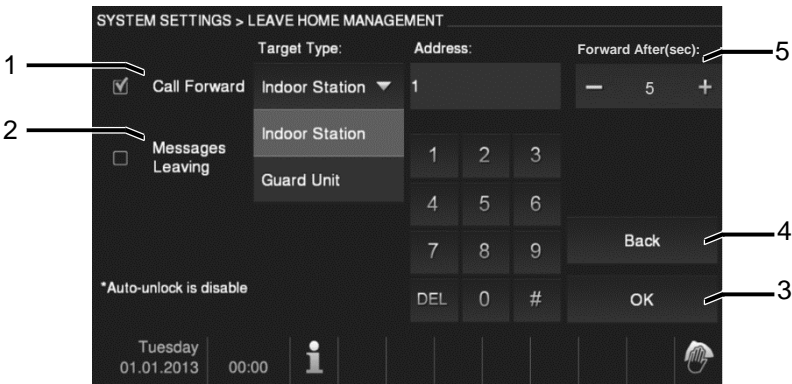 SYSTEM SETTINGS > LEAVE HOME MANAGEMENT
Target Type: Address: Forward After(sec): 5
1 Call Forward Indoor Station 1 − 5 +
2 Messages Leaving Indoor Station 1 2 3
Guard Unit
4 5 6
7 8 9 Back 4
*Auto-unlock is disable
DEL 0 # OK 3
Tuesday
01.01.2013 00:00 i